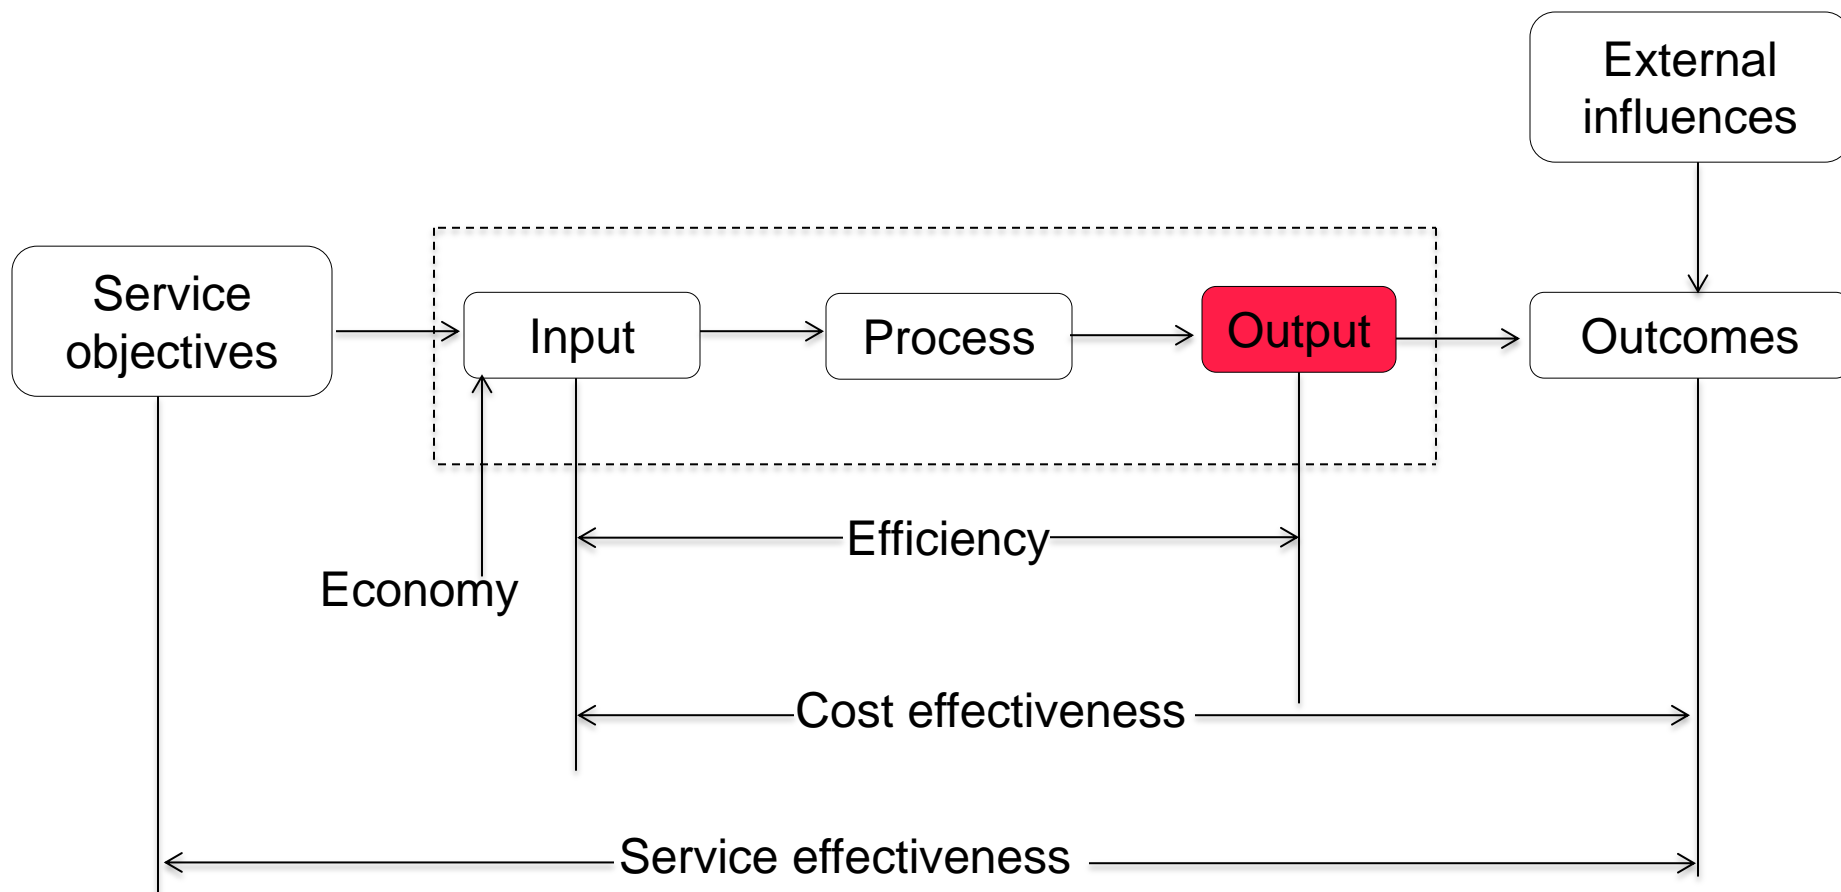 External
influences
Service
objectives
Input
Process
Output
Outcomes
Efficiency
Economy
Cost effectiveness
Service effectiveness